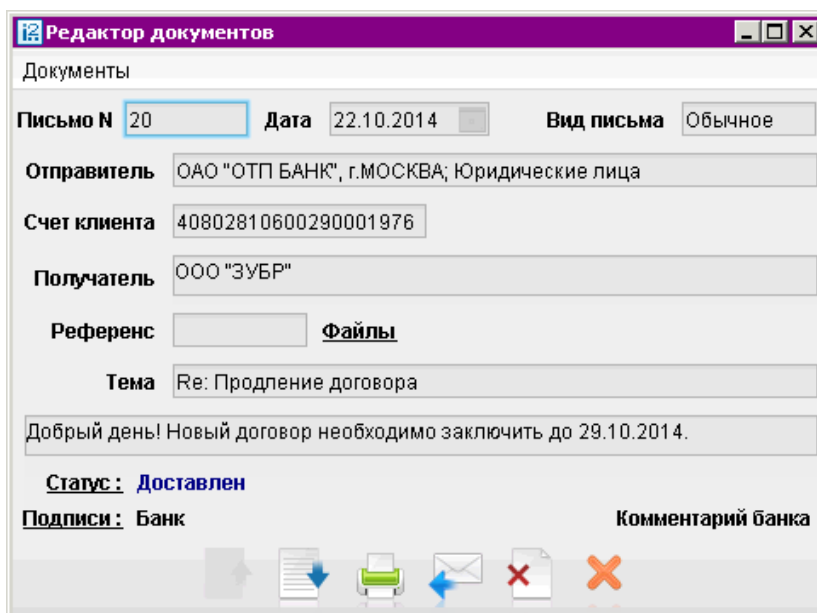 Редактор документов
Документы
Письмо N 20 Дата 22.10.2014 Вид письма Обычное
Отправитель ОАО "ОТП БАНК", г.МОСКВА; Юридические лица
Счет клиента 40802810600290001976
Получатель ООО "ЗУБР"
Референс Файлы
Тема Re: Продление договора
Добрый день! Новый договор необходимо заключить до 29.10.2014.
Статус : Доставлен
Подписи : Банк Комментарий банка